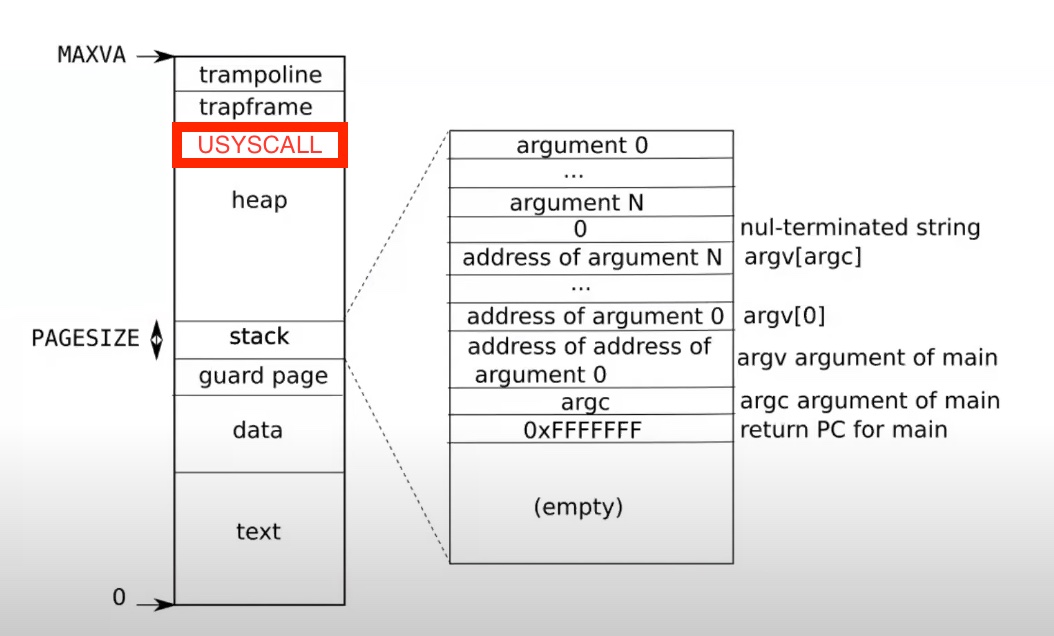 MAXVA
trampoline
trapframe
USYSCALL
heap
PAGESIZE
stack
guard page
data
text
0
argument 0
...
argument N
0
nul-terminated string
address of argument N
argv[argc]
...
address of argument 0
argv[0]
address of address of
argument 0
argv argument of main
argc
argc argument of main
0xFFFFFFF
return PC for main
(empty)